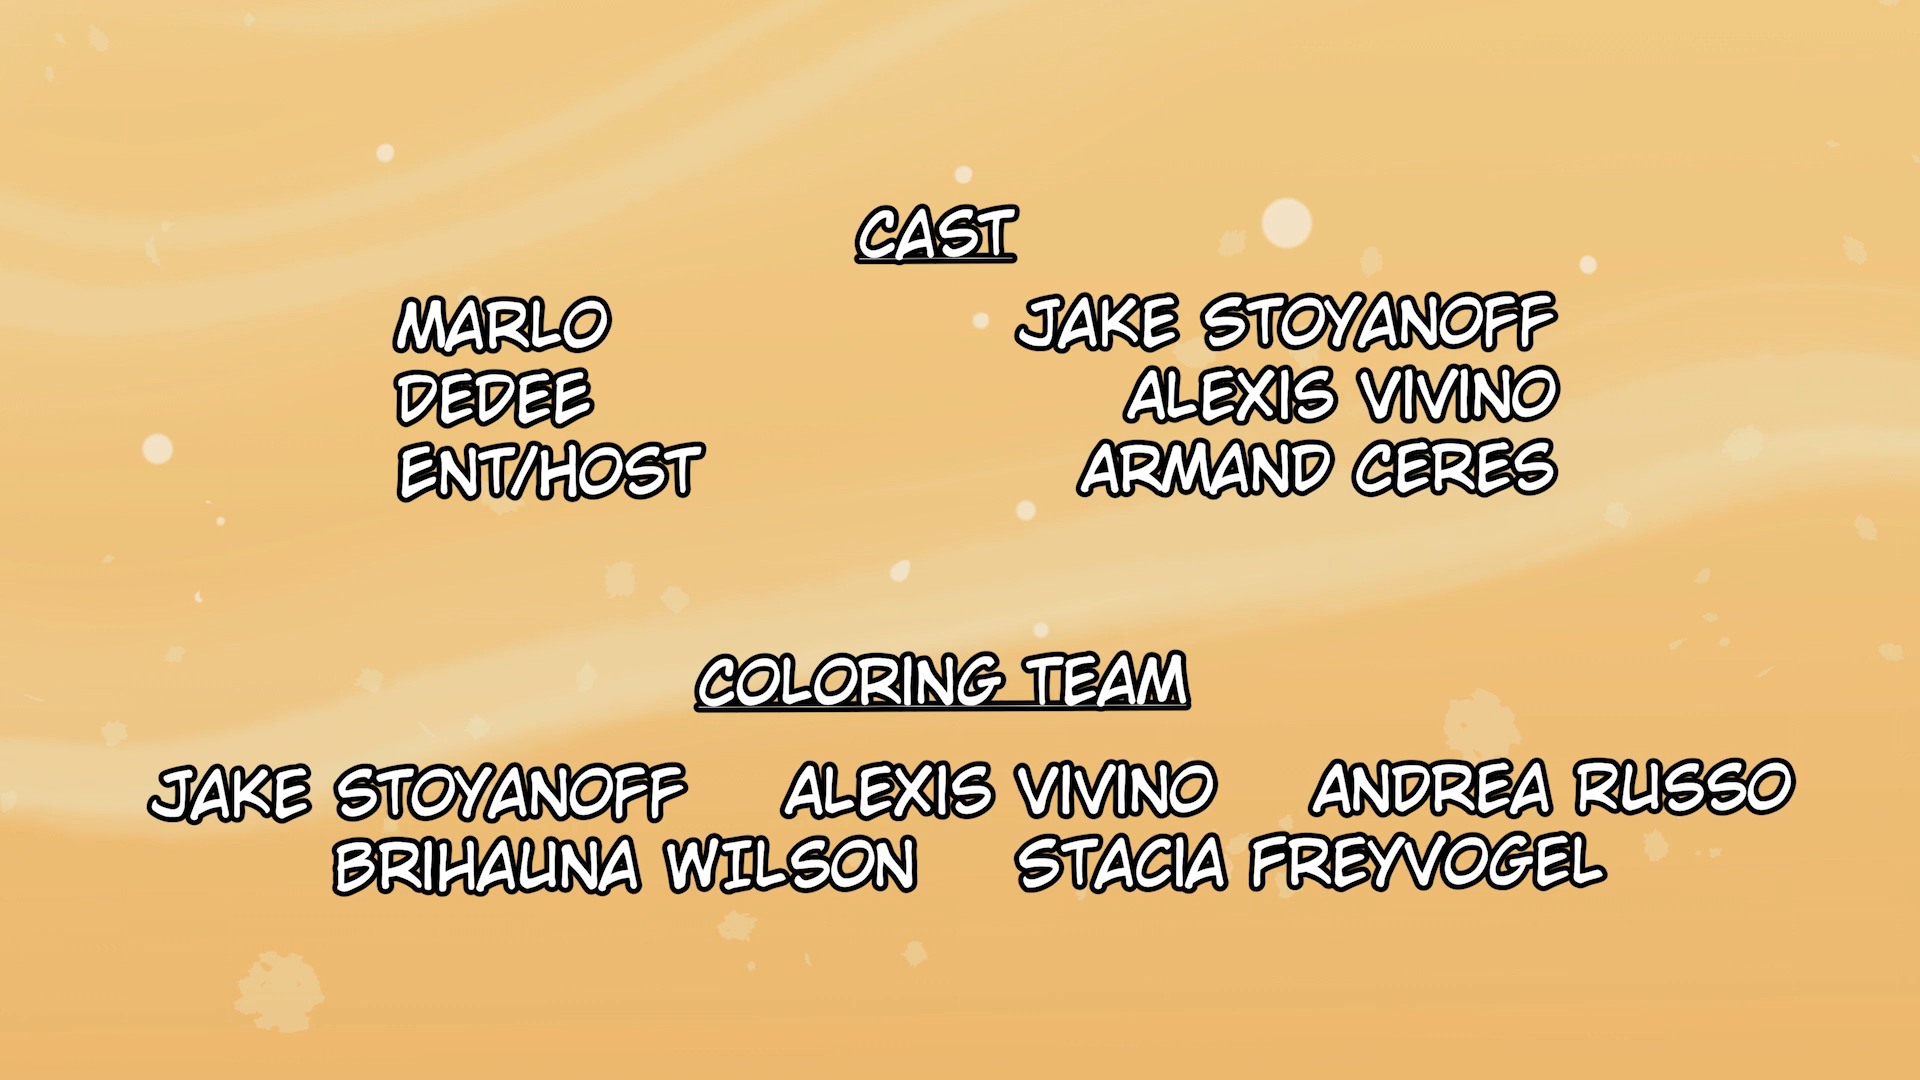 CAST
MARLO JAKE STOYANOFF
DEDEE ALEXIS VIVINO
ENT/HOST ARMAND CERES
COLORING TEAM
JAKE STOYANOFF ALEXIS VIVINO ANDREA RUSSO
BRIHAUNA WILSON STACIA FREYVOGEL